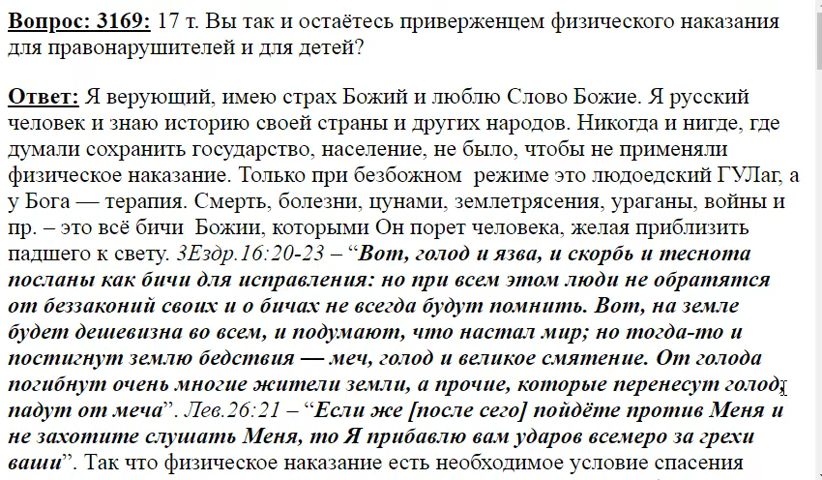 Вопрос: 3169: 17 т. Вы так и остаётесь приверженцем физического наказания
для правонарушителей и для детей?
Ответ: Я верующий, имею страх Божий и люблю Слово Божие. Я русский
человек и знаю историю своей страны и других народов. Никогда и нигде, где
думали сохранить государство, население, не было, чтобы не применяли
физическое наказание. Только при безбожном режиме это людоедский ГУЛаг, а
у Бога — терапия. Смерть, болезни, цунами, землетрясения, ураганы, войны и
пр. – это всё бичи Божии, которыми Он порет человека, желая приблизить
падшего к свету. 3Ездр.16:20-23 – “Вот, голод и язва, и скорбь и теснота
посланы как бичи для исправления: но при всем этом люди не обратятся
от беззаконий своих и о бичах не всегда будут помнить. Вот, на земле
будет дешевизна во всем, и подумают, что настал мир; но тогда-то и
постигнут землю бедствия — меч, голод и великое смятение. От голода
погибнут очень многие жители земли, а прочие, которые перенесут голод,
падут от меча”. Лев.26:21 – “Если же [после сего] пойдёте против Меня и
не захотите слушать Меня, то Я прибавлю вам ударов всемеро за грехи
ваши”. Так что физическое наказание есть необходимое условие спасения